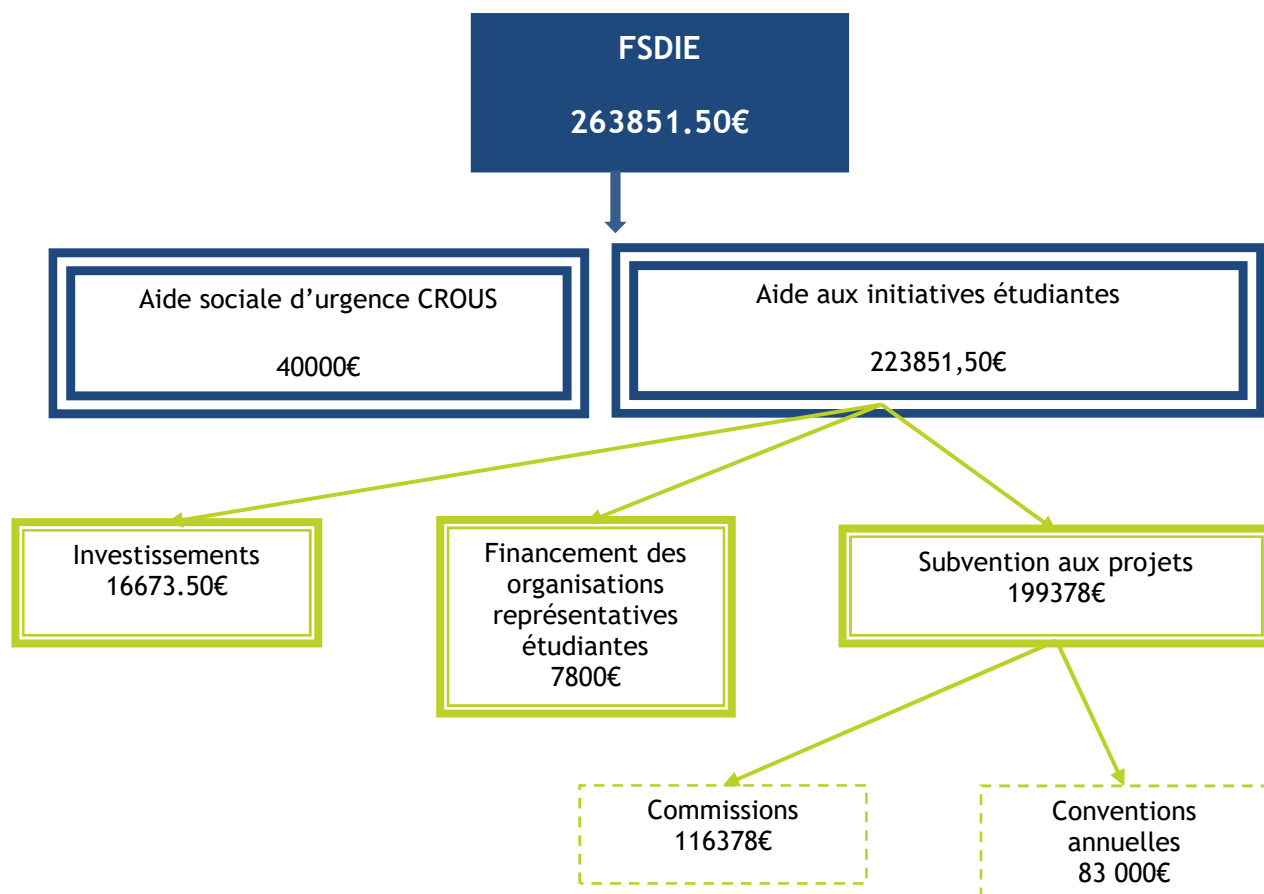 FSDIE
263851.50€
Aide sociale d’urgence CROUS
40000€
Aide aux initiatives étudiantes
223851,50€
Investissements
16673.50€
Financement des
organisations
représentatives
étudiantes
7800€
Subvention aux projets
199378€
Commissions
116378€
Conventions
annuelles
83 000€